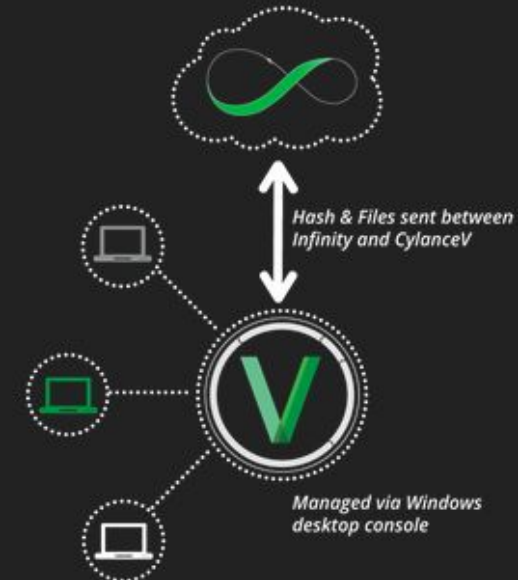 Hash & Files sent between
Infinity and CylanceV
V
Managed via Windows
desktop console